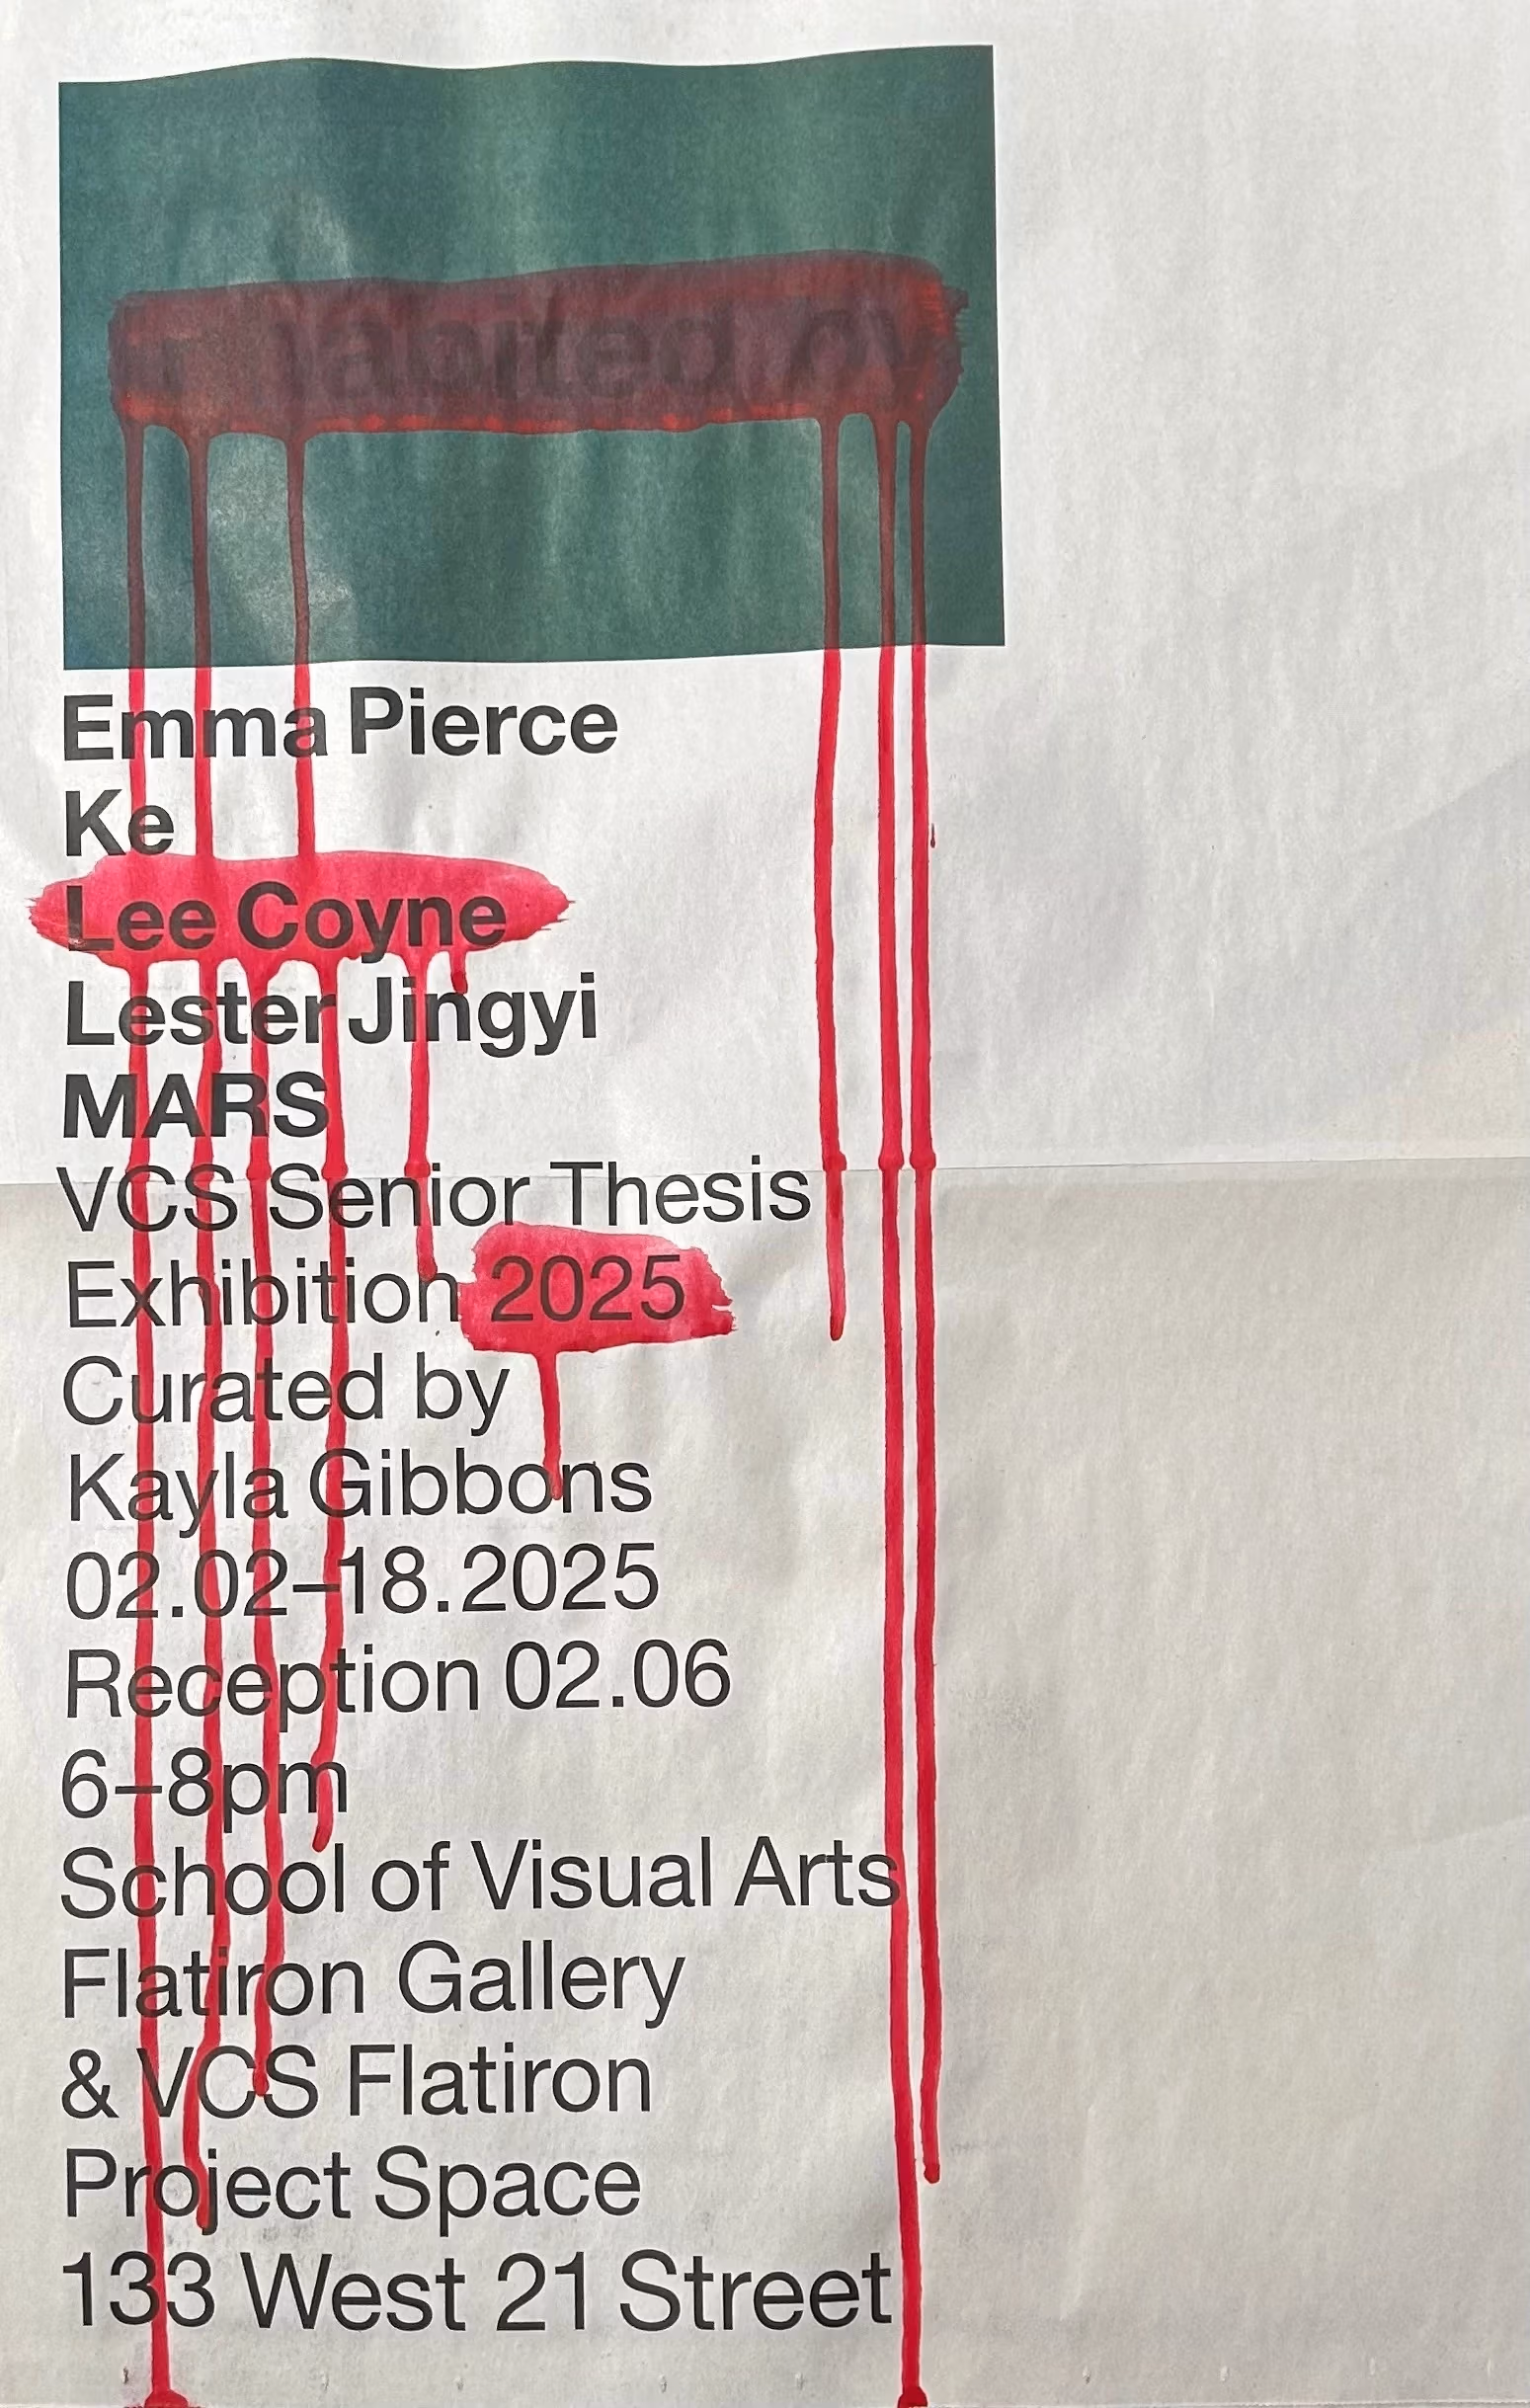 Emma Pierce
Ke
Lee Coyne
Lester Jingyi
MARS
VCS Senior Thesis
Exhibition 2025
Curated by
Kayla Gibbons
02.02–18.2025
Reception 02.06
6–8pm
School of Visual Arts
Flatiron Gallery
& VCS Flatiron
Project Space
133 West 21 Street